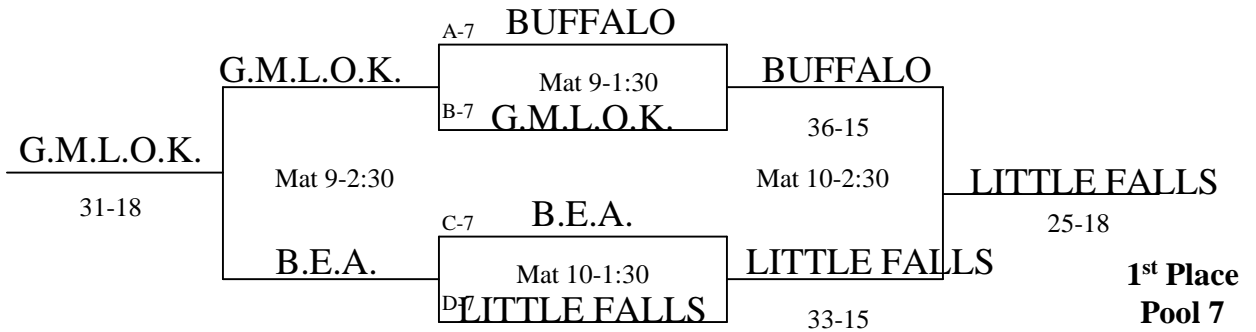 A-7 BUFFALO
G.M.L.O.K. Mat 9-1:30 BUFFALO
B-7 G.M.L.O.K. 36-15
G.M.L.O.K. Mat 9-2:30 Mat 10-2:30 LITTLE FALLS
31-18 C-7 B.E.A. 25-18
B.E.A. Mat 10-1:30 LITTLE FALLS 1st Place
D-7 LITTLE FALLS 33-15 Pool 7